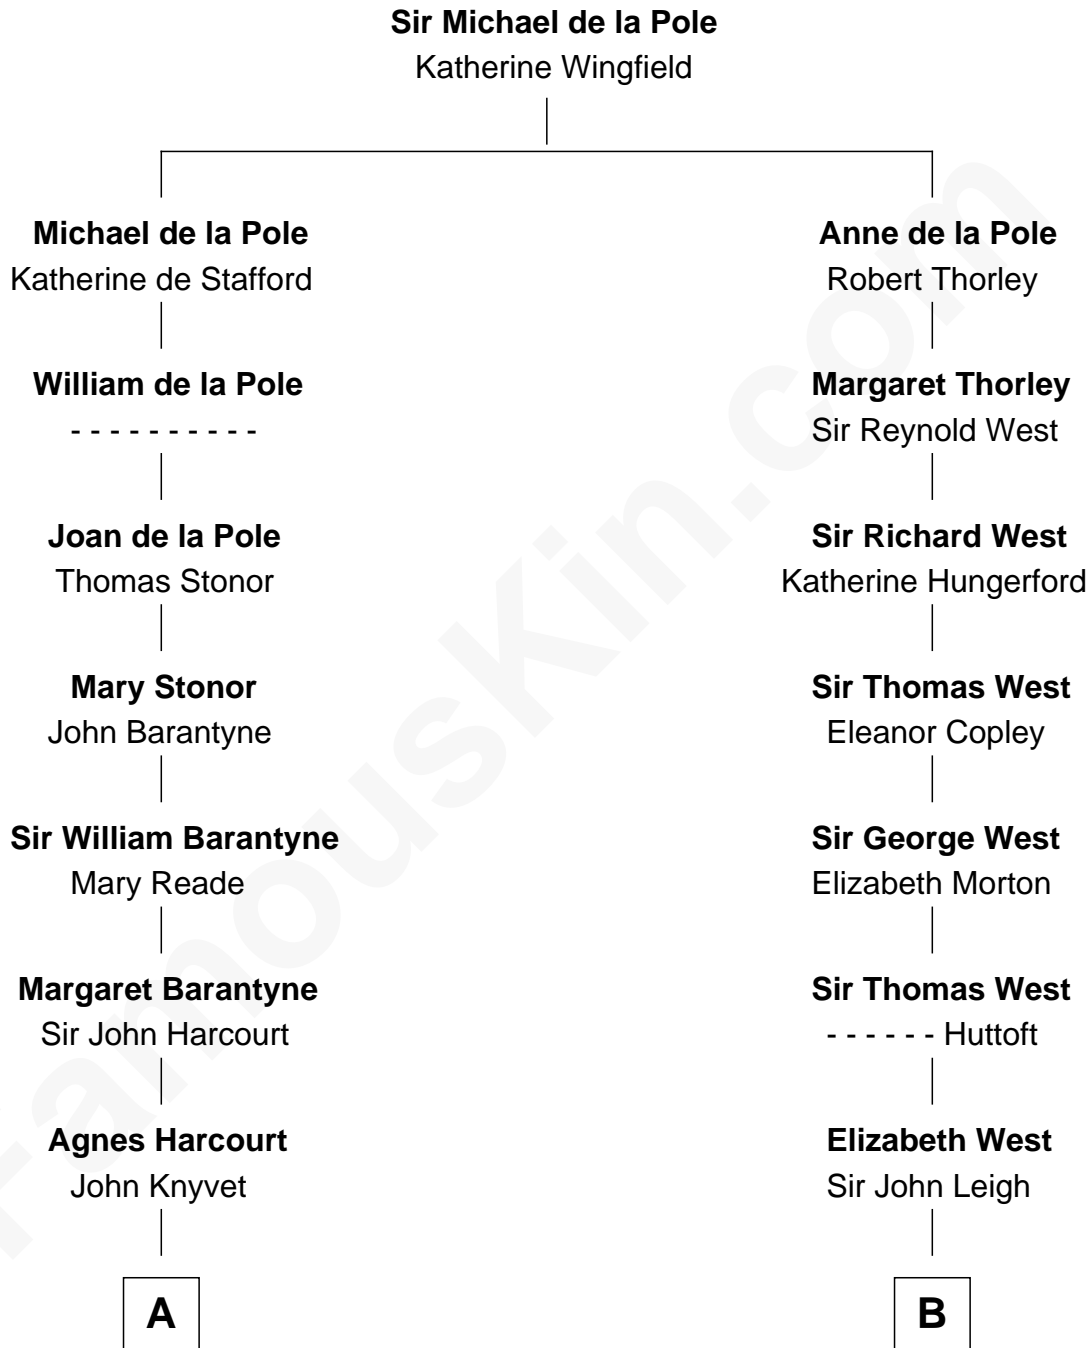 Sir Michael de la Pole
Katherine Wingfield
Michael de la Pole
Katherine de Stafford
William de la Pole
- - - - - - - - - -
Joan de la Pole
Thomas Stonor
Mary Stonor
John Barantyne
Sir William Barantyne
Mary Reade
Margaret Barantyne
Sir John Harcourt
Agnes Harcourt
John Knyvet
A
Anne de la Pole
Robert Thorley
Margaret Thorley
Sir Reynold West
Sir Richard West
Katherine Hungerford
Sir Thomas West
Eleanor Copley
Sir George West
Elizabeth Morton
Sir Thomas West
- - - - - - Huttoft
Elizabeth West
Sir John Leigh
B
FamousKin.com